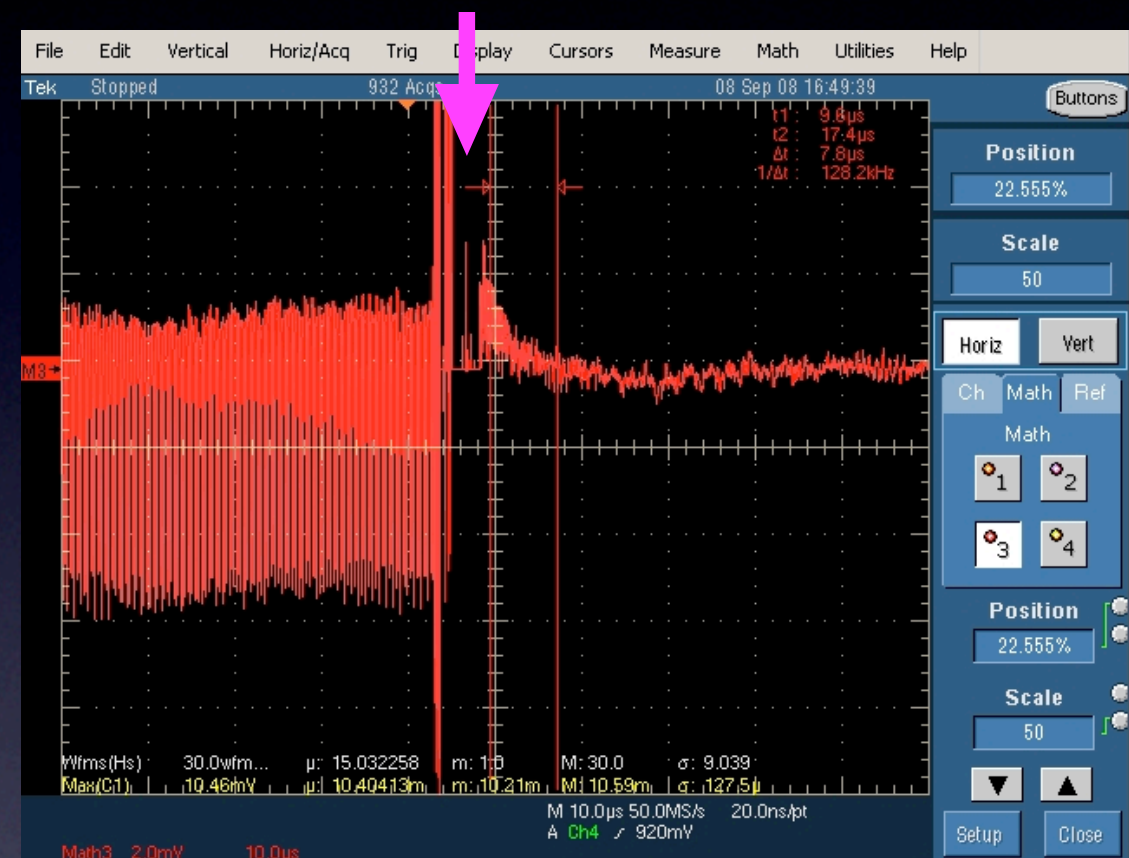 File Edit Vertical Horiz/Acq Trig Display Cursors Measure Math Utilities Help
Tek Stopped 932 Acqs 08 Sep 08 16:49:39
Buttons
t1 : 9.6µs
t2 : 17.4µs
Δt : 7.8µs
1/Δt : 128.2kHz
Position
22.555%
Scale
50
Horiz Vert
M3
Ch Math Ref
Math
1 2
3 4
Position
22.555%
Scale
50
Wfms(Hs) 30.0wfm... µ: 15.032258 m: 1.0 M: 30.0 σ: 9.039
Max(C1) 10.46mV µ: 10.40413m m: 10.21m M: 10.59m σ: 127.5µ
M 10.0µs 50.0MS/s 20.0ns/pt
A Ch4 920mV
Setup Close
Math3 2.0mV 10.0us